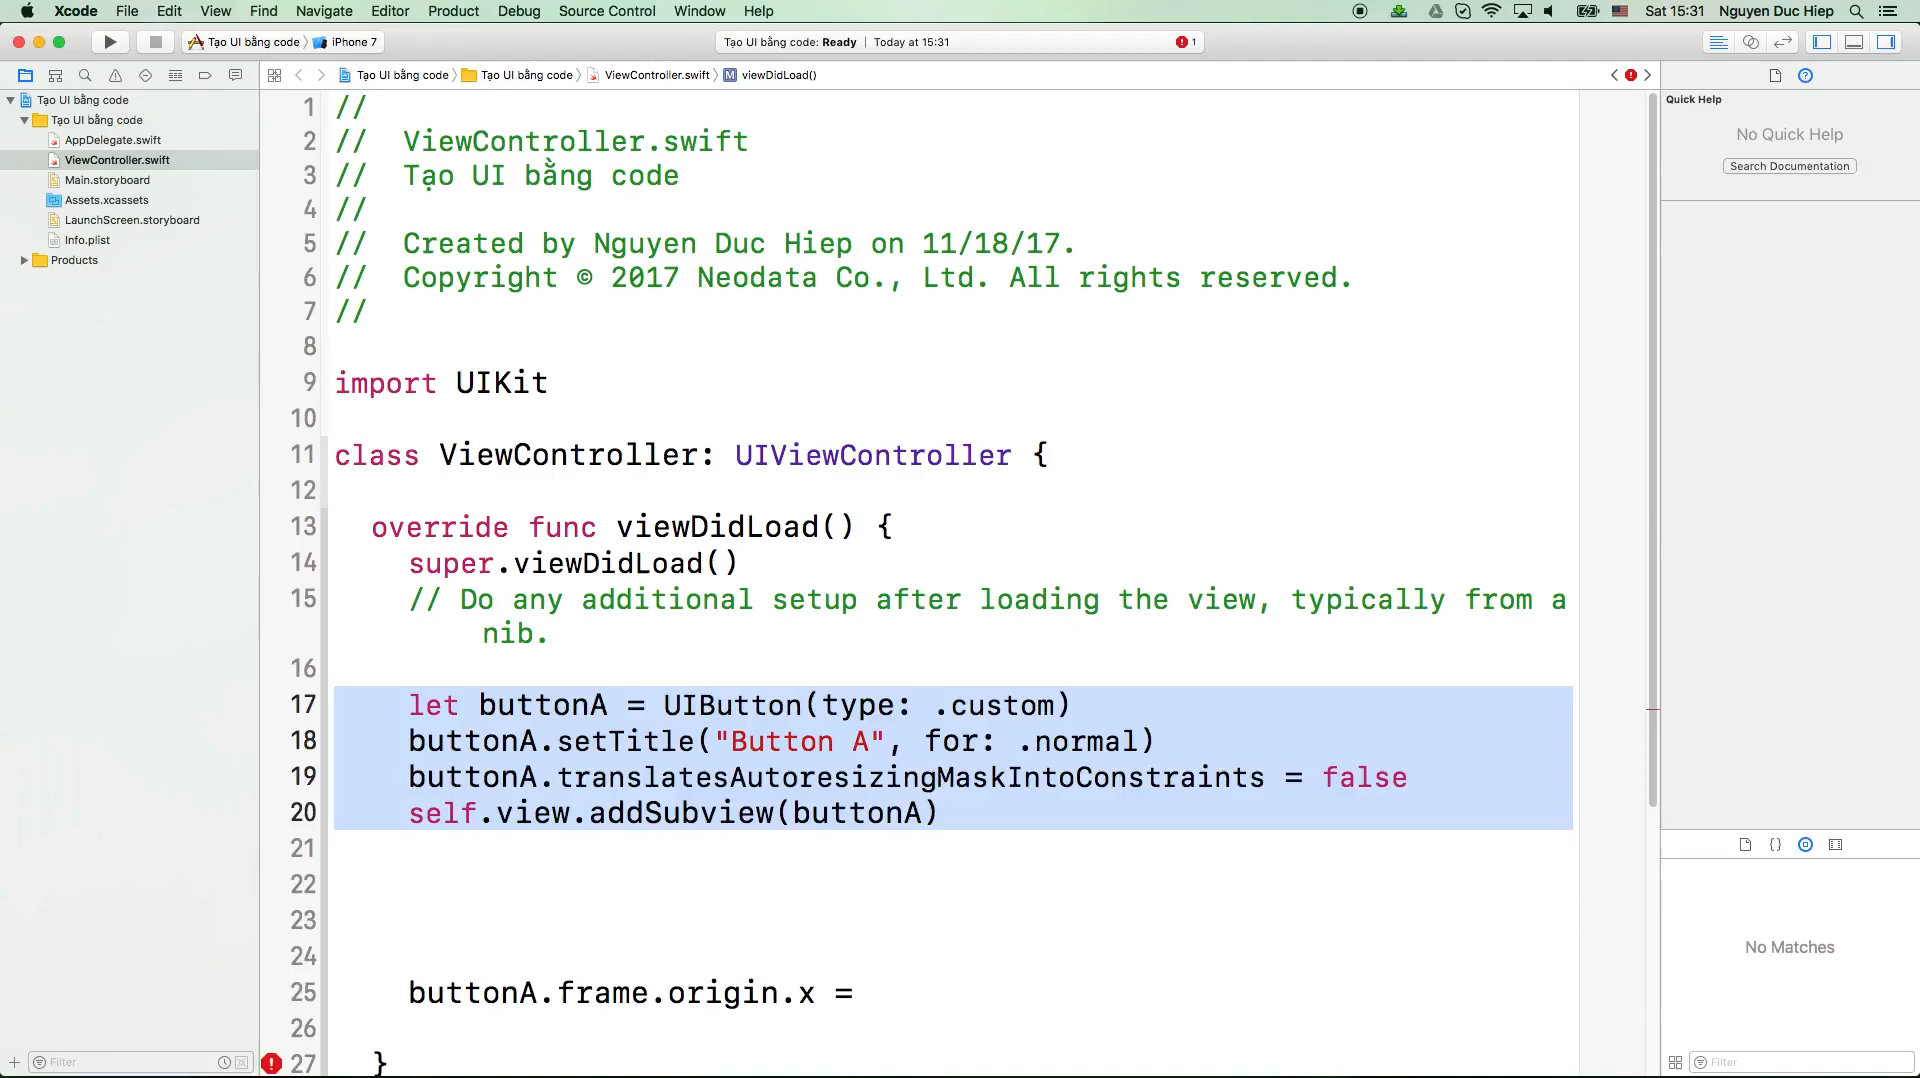 Xcode File Edit View Find Navigate Editor Product Debug Source Control Window Help
Sat 15:31 Nguyen Duc Hiep
Tạo UI bằng code iPhone 7
Tạo UI bằng code: Ready | Today at 15:31
1
Tạo UI bằng code Tạo UI bằng code ViewController.swift M viewDidLoad()
Tạo UI bằng code
Tạo UI bằng code
AppDelegate.swift
ViewController.swift
Main.storyboard
Assets.xcassets
LaunchScreen.storyboard
Info.plist
Products
Filter
1 //
2 // ViewController.swift
3 // Tạo UI bằng code
4 //
5 // Created by Nguyen Duc Hiep on 11/18/17.
6 // Copyright © 2017 Neodata Co., Ltd. All rights reserved.
7 //
8
9 import UIKit
10
11 class ViewController: UIViewController {
12
13 override func viewDidLoad() {
14 super.viewDidLoad()
15 // Do any additional setup after loading the view, typically from a
nib.
16
17 let buttonA = UIButton(type: .custom)
18 buttonA.setTitle("Button A", for: .normal)
19 buttonA.translatesAutoresizingMaskIntoConstraints = false
20 self.view.addSubview(buttonA)
21
22
23
24
25 buttonA.frame.origin.x =
26
27 }
Quick Help
No Quick Help
Search Documentation
{}
No Matches
Filter